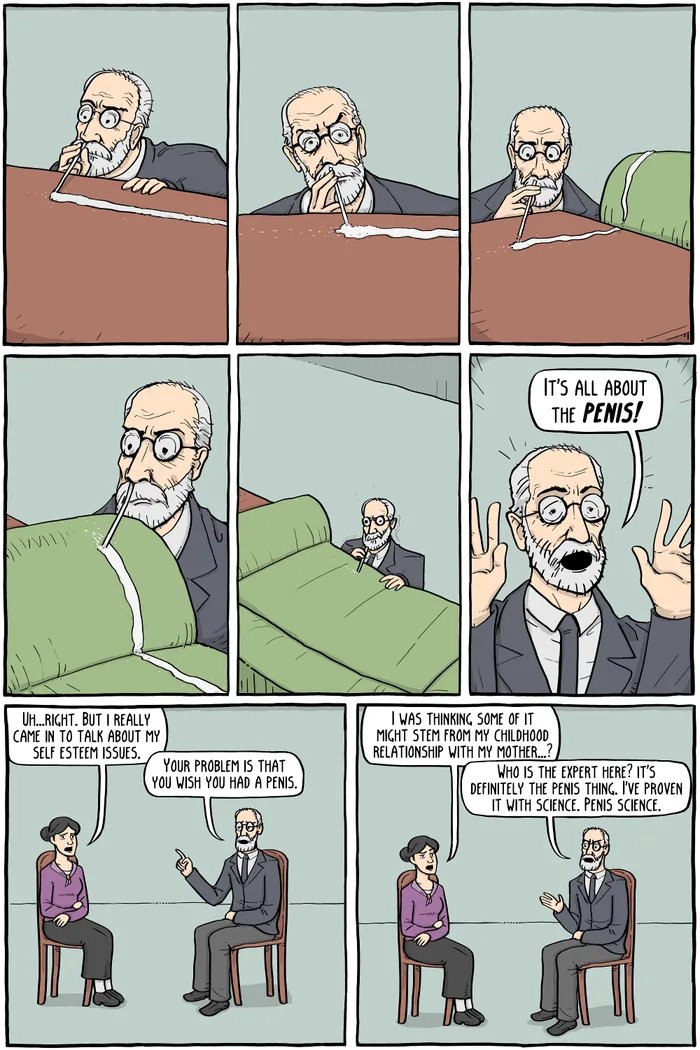 IT'S ALL ABOUT
THE PENIS!
UH...RIGHT. BUT I REALLY
CAME IN TO TALK ABOUT MY
SELF ESTEEM ISSUES.
YOUR PROBLEM IS THAT
YOU WISH YOU HAD A PENIS.
I WAS THINKING SOME OF IT
MIGHT STEM FROM MY CHILDHOOD
RELATIONSHIP WITH MY MOTHER...?
WHO IS THE EXPERT HERE? IT'S
DEFINITELY THE PENIS THING. I'VE PROVEN
IT WITH SCIENCE. PENIS SCIENCE.